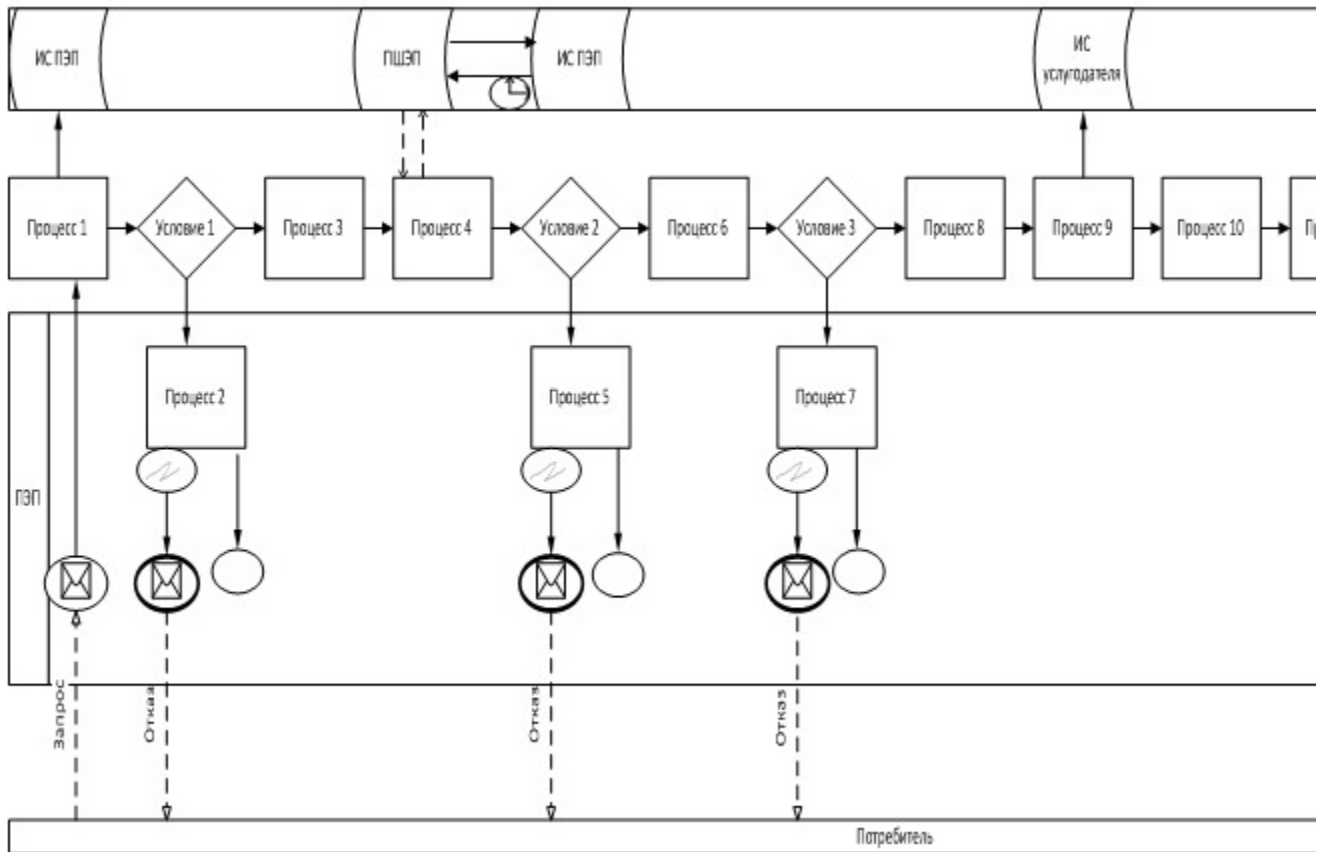 ИС ПЭП
ПШЭП
ИС ПЭП
ИС
услугодателя
Процесс 1
Условие 1
Процесс 3
Процесс 4
Условие 2
Процесс 6
Условие 3
Процесс 8
Процесс 9
Процесс 10
Процесс 2
Процесс 5
Процесс 7
ПЭП
Запрос
Отказ
Отказ
Отказ
Потребитель